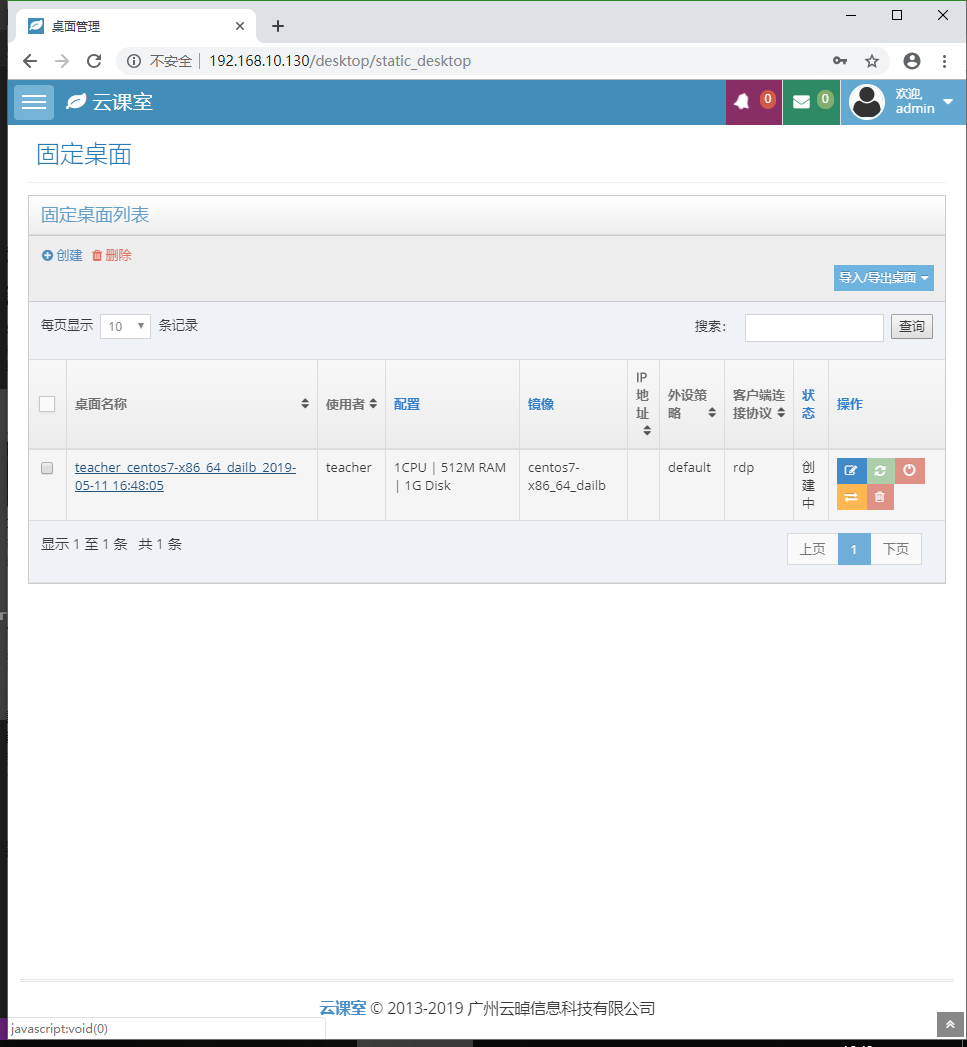 桌面管理
不安全 192.168.10.130/desktop/static_desktop
云课室 0 0 欢迎,
admin
固定桌面
固定桌面列表
创建 删除
导入/导出桌面
每页显示 10 条记录 搜索： 查询
桌面名称 使用者 配置 镜像 IP地址 外设策略 客户端连接协议 状态 操作
teacher_centos7-x86_64_dailb_2019-05-11 16:48:05 teacher 1CPU | 512M RAM | 1G Disk centos7-x86_64_dailb default rdp 创建中
显示 1 至 1 条 共 1 条 上页 1 下页
云课室 © 2013-2019 广州云晫信息科技有限公司
javascript:void(0)